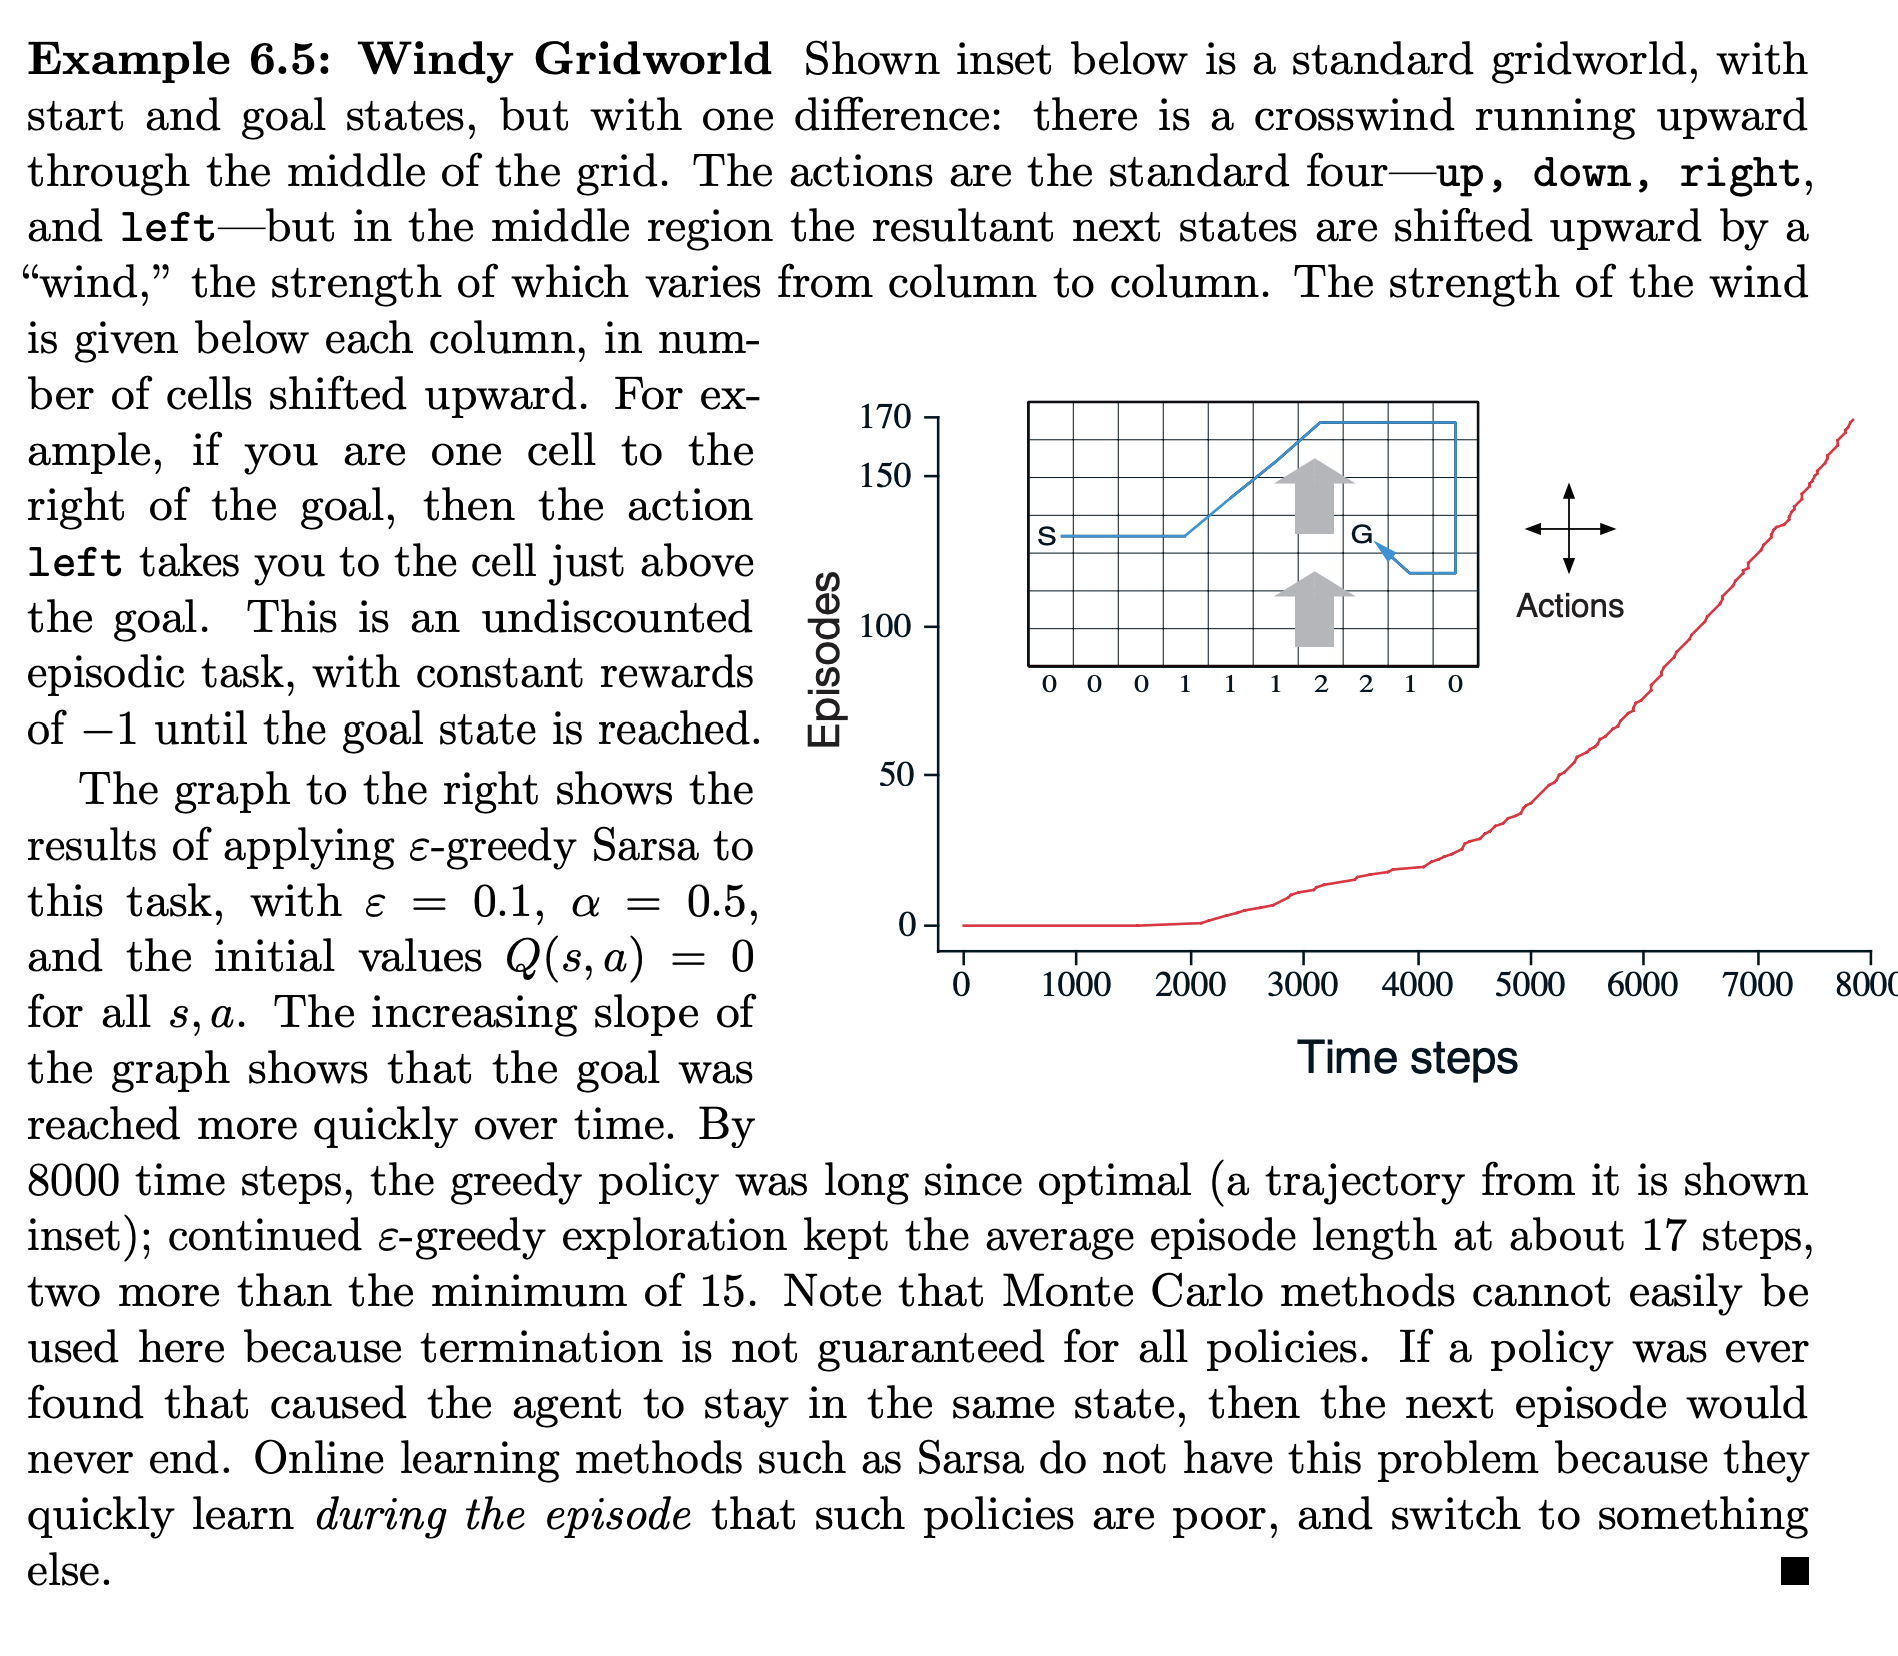 Example 6.5: Windy Gridworld Shown inset below is a standard gridworld, with
start and goal states, but with one difference: there is a crosswind running upward
through the middle of the grid. The actions are the standard four—up, down, right,
and left—but in the middle region the resultant next states are shifted upward by a
“wind,” the strength of which varies from column to column. The strength of the wind
is given below each column, in num-
ber of cells shifted upward. For ex-
ample, if you are one cell to the
right of the goal, then the action
left takes you to the cell just above
the goal. This is an undiscounted
episodic task, with constant rewards
of −1 until the goal state is reached.
The graph to the right shows the
results of applying ε-greedy Sarsa to
this task, with ε = 0.1, α = 0.5,
and the initial values Q(s, a) = 0
for all s, a. The increasing slope of
the graph shows that the goal was
reached more quickly over time. By
170
150
100
50
0
Episodes
S
G
0 0 0 1 1 1 2 2 1 0
Actions
0 1000 2000 3000 4000 5000 6000 7000 800
Time steps
8000 time steps, the greedy policy was long since optimal (a trajectory from it is shown
inset); continued ε-greedy exploration kept the average episode length at about 17 steps,
two more than the minimum of 15. Note that Monte Carlo methods cannot easily be
used here because termination is not guaranteed for all policies. If a policy was ever
found that caused the agent to stay in the same state, then the next episode would
never end. Online learning methods such as Sarsa do not have this problem because they
quickly learn during the episode that such policies are poor, and switch to something
else.